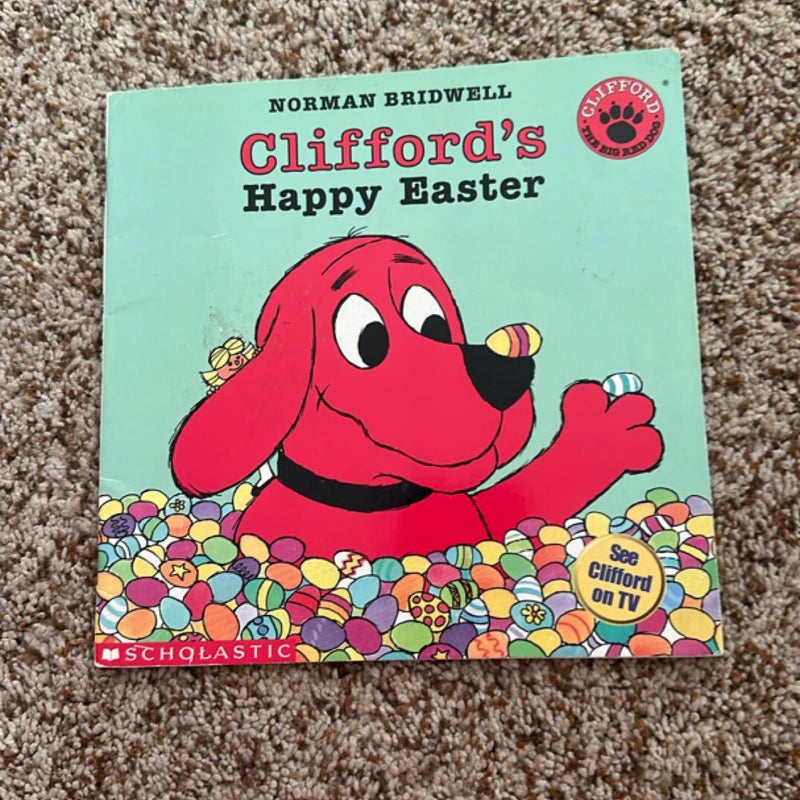 NORMAN BRIDWELL
Clifford's
Happy Easter
CLIFFORD
THE BIG RED DOG
®
See
Clifford
on TV
SCHOLASTIC